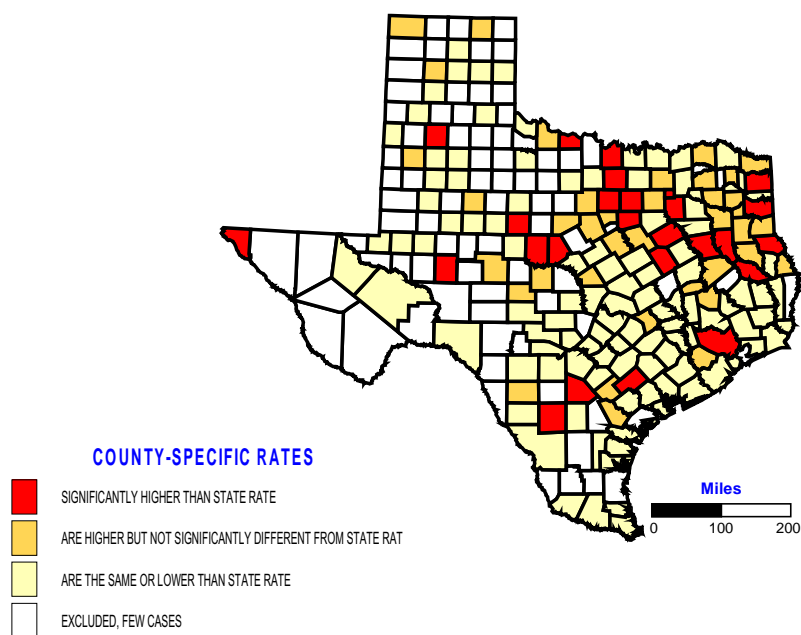 COUNTY-SPECIFIC RATES
SIGNIFICANTLY HIGHER THAN STATE RATE
ARE HIGHER BUT NOT SIGNIFICANTLY DIFFERENT FROM STATE RAT
ARE THE SAME OR LOWER THAN STATE RATE
EXCLUDED, FEW CASES
Miles
0 100 200